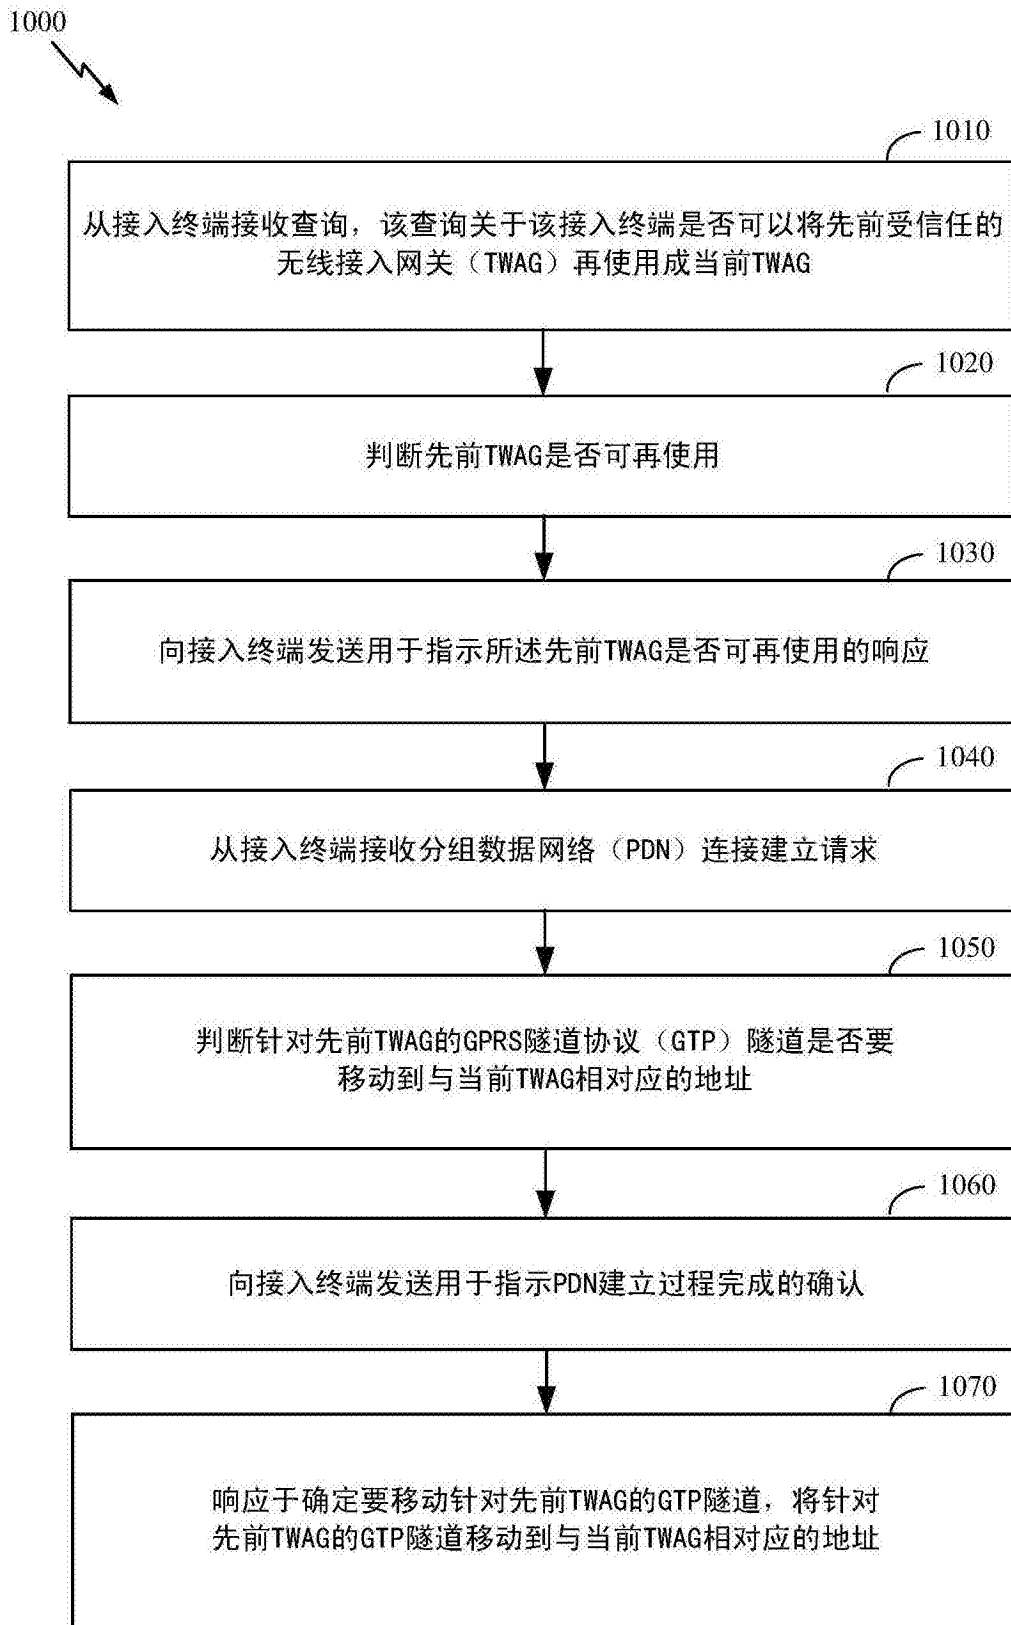 1000
1010
从接入终端接收查询，该查询关于该接入终端是否可以将先前受信任的
无线接入网关（TWAG）再使用成当前TWAG
1020
判断先前TWAG是否可再使用
1030
向接入终端发送用于指示所述先前TWAG是否可再使用的响应
1040
从接入终端接收分组数据网络（PDN）连接建立请求
1050
判断针对先前TWAG的GPRS隧道协议（GTP）隧道是否要
移动到与当前TWAG相对应的地址
1060
向接入终端发送用于指示PDN建立过程完成的确认
1070
响应于确定要移动针对先前TWAG的GTP隧道，将针对
先前TWAG的GTP隧道移动到与当前TWAG相对应的地址